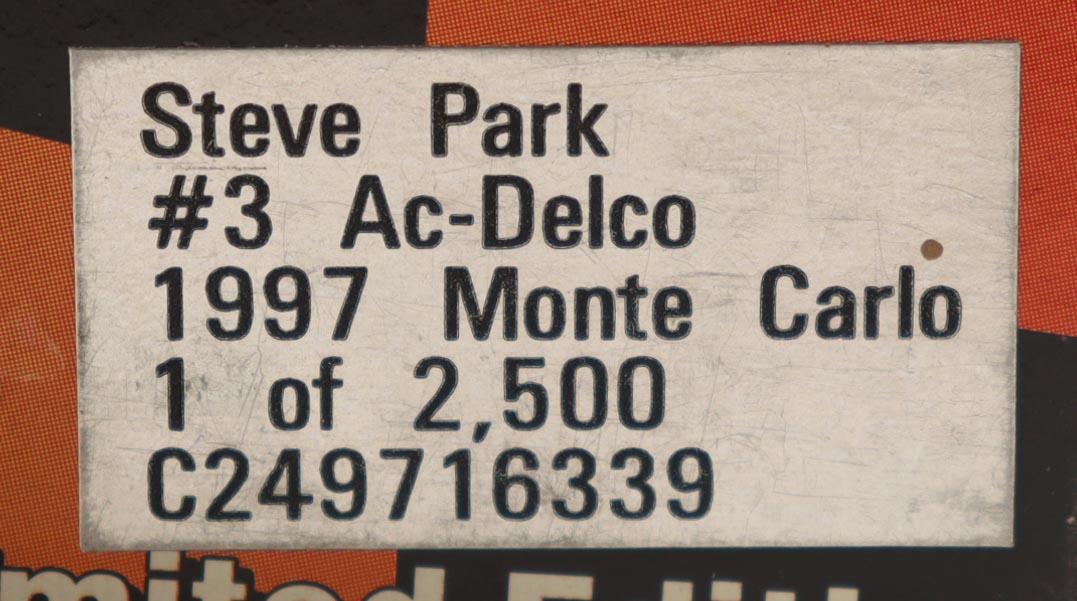 Steve Park
#3 Ac-Delco
1997 Monte Carlo
1 of 2,500
C249716339